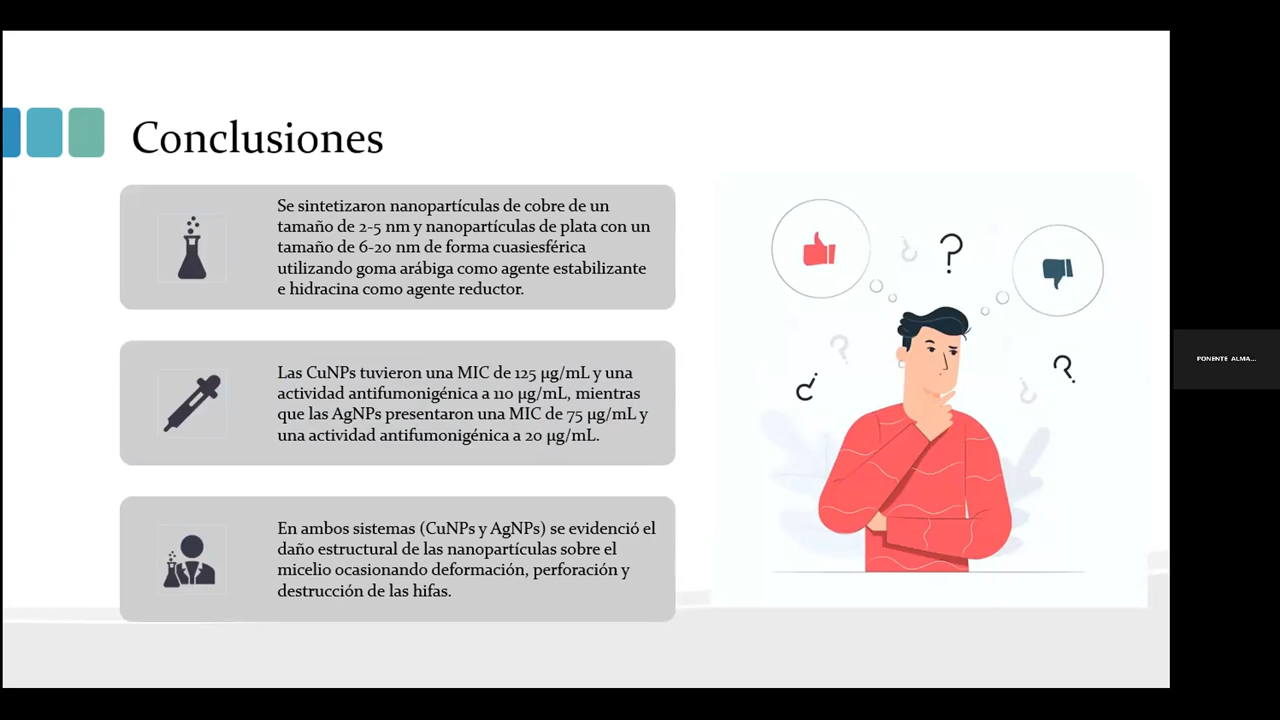 Conclusiones
Se sintetizaron nanopartículas de cobre de un
tamaño de 2-5 nm y nanopartículas de plata con un
tamaño de 6-20 nm de forma cuasiesférica
utilizando goma arábiga como agente estabilizante
e hidracina como agente reductor.
Las CuNPs tuvieron una MIC de 125 µg/mL y una
actividad antifumonigénica a 110 µg/mL, mientras
que las AgNPs presentaron una MIC de 75 µg/mL y
una actividad antifumonigénica a 20 µg/mL.
En ambos sistemas (CuNPs y AgNPs) se evidenció el
daño estructural de las nanopartículas sobre el
micelio ocasionando deformación, perforación y
destrucción de las hifas.
PONENTE ALMA...